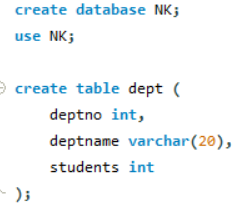 create database NK;
use NK;
create table dept (
deptno int,
deptname varchar(20),
students int
);